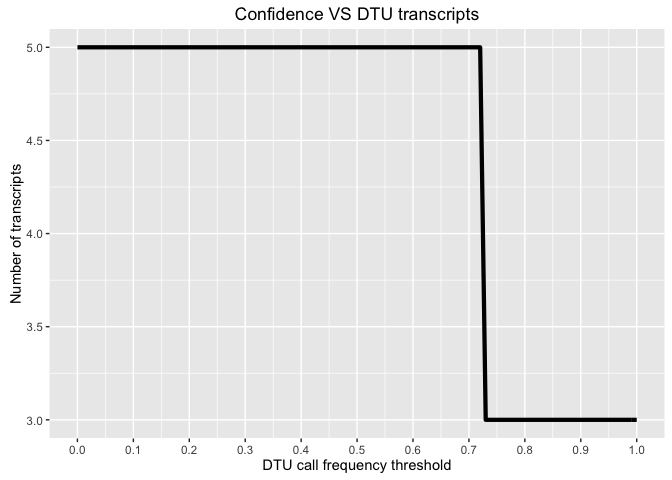 Confidence VS DTU transcripts
Number of transcripts
5.0
4.5
4.0
3.5
3.0
0.0 0.1 0.2 0.3 0.4 0.5 0.6 0.7 0.8 0.9 1.0
DTU call frequency threshold